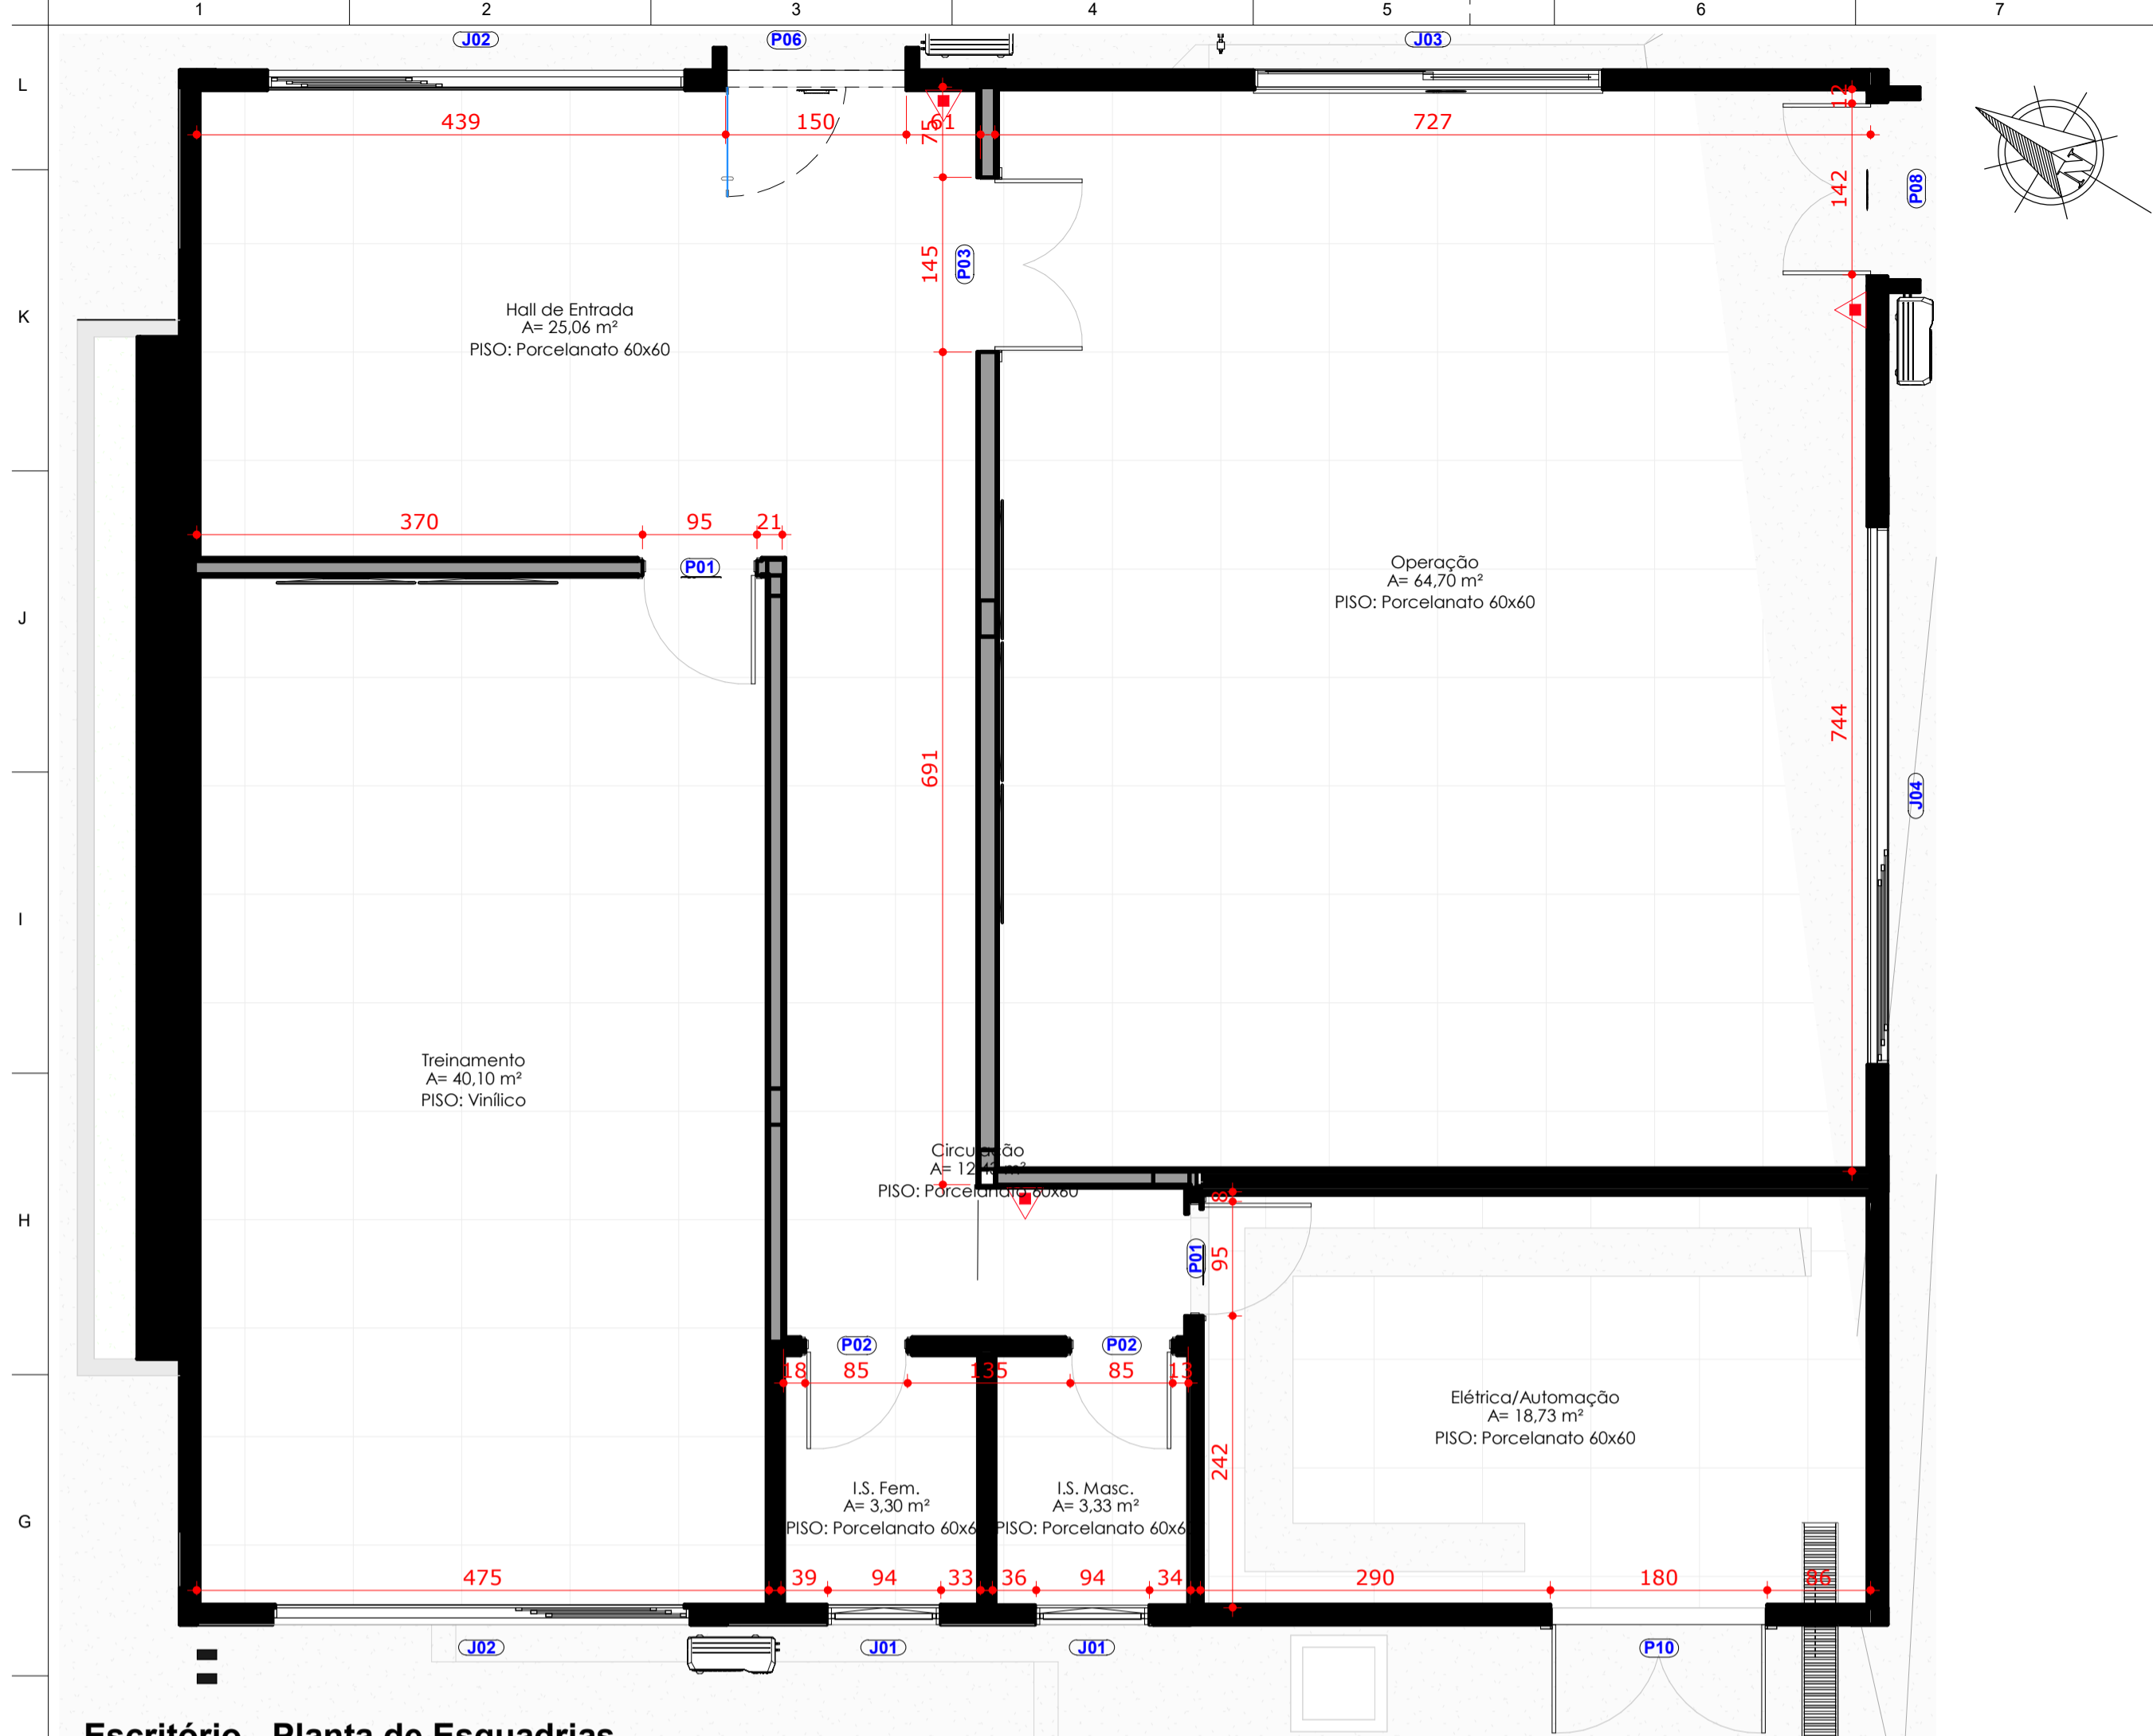 1 2 3 4 5 6 7
J02 P06 J03
L
12
439 150 61 727
75
142
P08
N
145
P03
K
Hall de Entrada
A= 25,06 m²
PISO: Porcelanato 60x60
370 95 21
P01
Operação
A= 64,70 m²
PISO: Porcelanato 60x60
J
744
691
J04
I
Treinamento
A= 40,10 m²
PISO: Vinílico
Circulação
A= 12, m²
PISO: Porcelanato 60x60
H
8
P01
95
P02 P02
18 85 135 85 13
Elétrica/Automação
A= 18,73 m²
PISO: Porcelanato 60x60
242
I.S. Fem.
A= 3,30 m²
PISO: Porcelanato 60x6
I.S. Masc.
A= 3,33 m²
PISO: Porcelanato 60x6
G
475 39 94 33 36 94 34 290 180 86
J02 J01 J01 P10
Escritório - Planta de Esquadrias